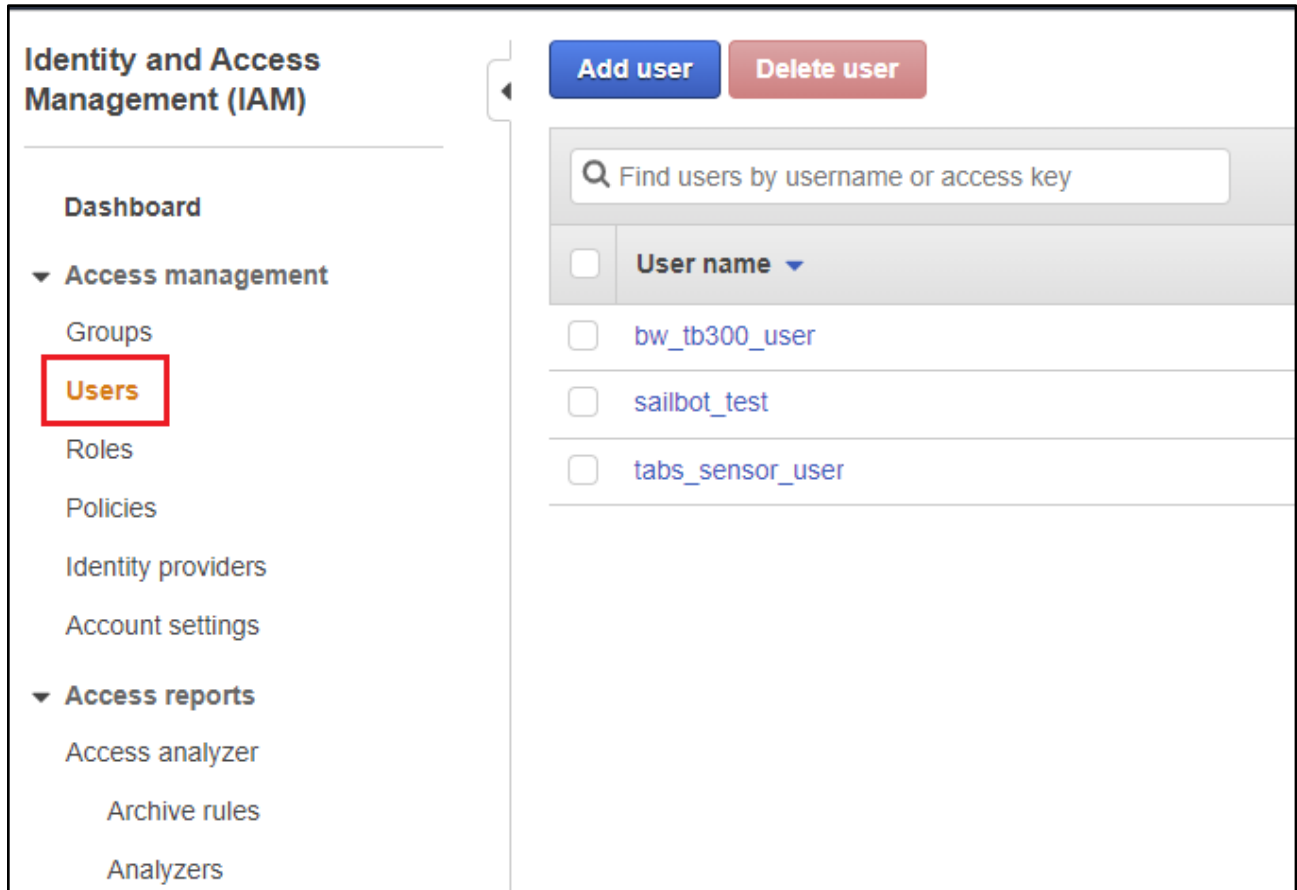 Identity and Access
Management (IAM)
Dashboard
Access management
Groups
Users
Roles
Policies
Identity providers
Account settings
Access reports
Access analyzer
Archive rules
Analyzers
Add user
Delete user
Find users by username or access key
User name
bw_tb300_user
sailbot_test
tabs_sensor_user